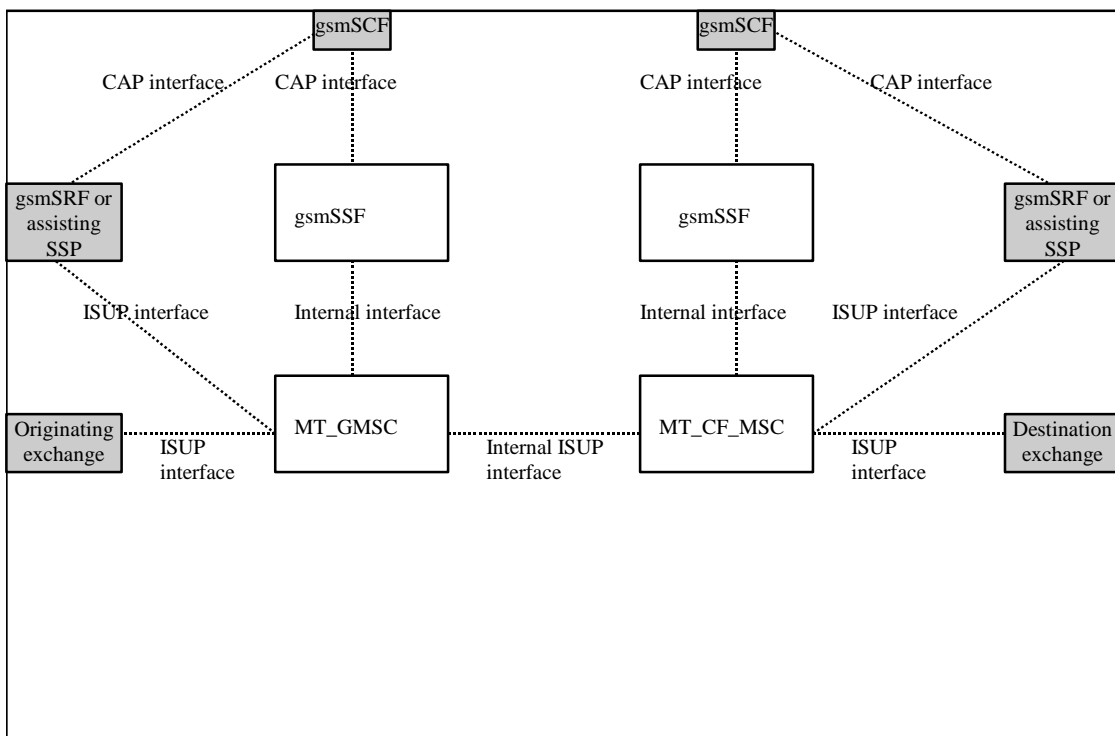 gsmSCF
gsmSCF
CAP interface
CAP interface
CAP interface
CAP interface
gsmSRF or
assisting
SSP
gsmSSF
gsmSSF
gsmSRF or
assisting
SSP
ISUP interface
Internal interface
Internal interface
ISUP interface
Originating
exchange
ISUP
interface
MT_GMSC
Internal ISUP
interface
MT_CF_MSC
ISUP
interface
Destination
exchange